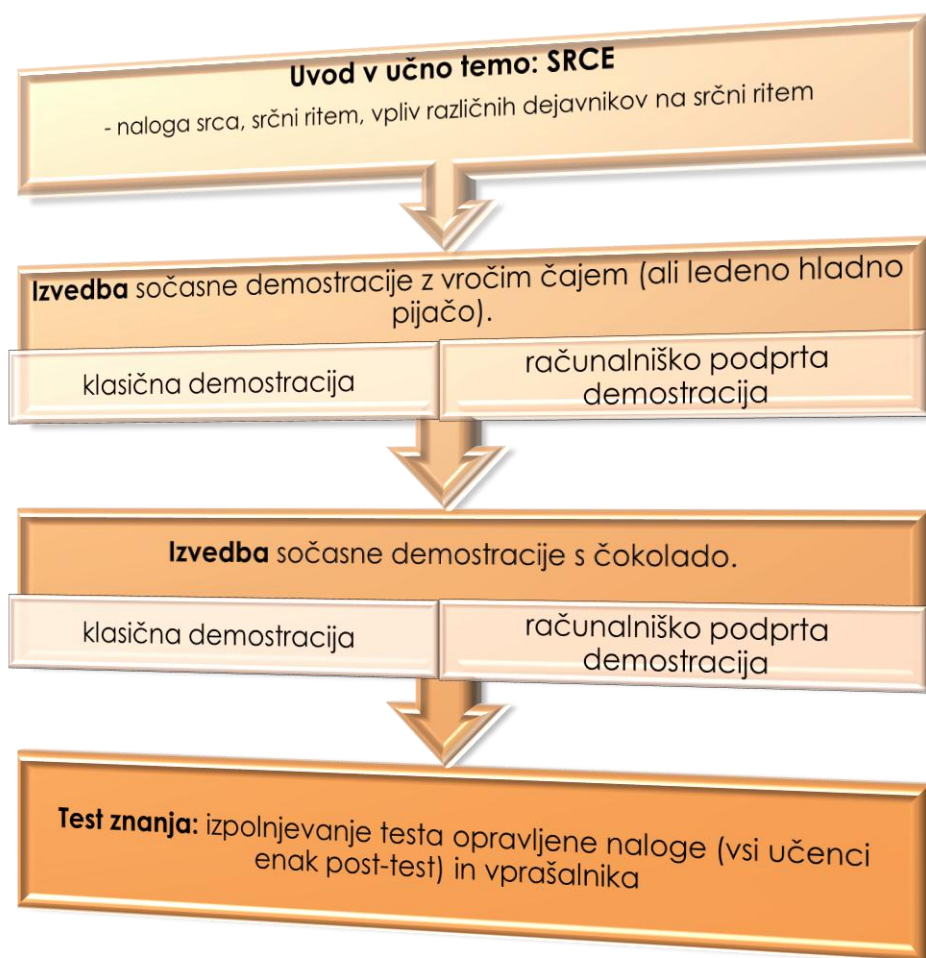 Uvod v učno temo: SRCE
- naloga srca, srčni ritem, vpliv različnih dejavnikov na srčni ritem
Izvedba sočasne demostracije z vročim čajem (ali ledeno hladno
pijačo).
klasična demostracija
računalniško podprta
demostracija
Izvedba sočasne demostracije s čokolado.
klasična demostracija
računalniško podprta
demostracija
Test znanja: izpolnjevanje testa opravljene naloge (vsi učenci
enak post-test) in vprašalnika